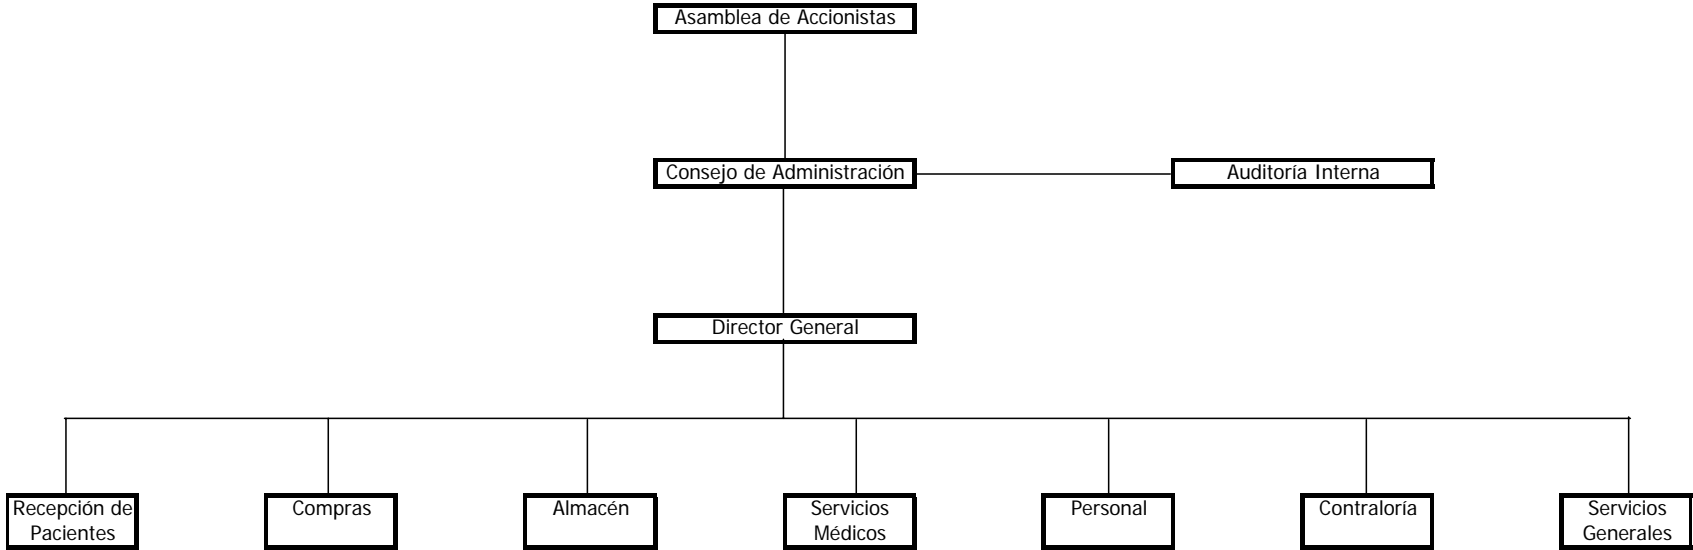 Asamblea de Accionistas
Consejo de Administración
Auditoría Interna
Director General
Recepción de
Pacientes
Compras
Almacén
Servicios
Médicos
Personal
Contraloría
Servicios
Generales